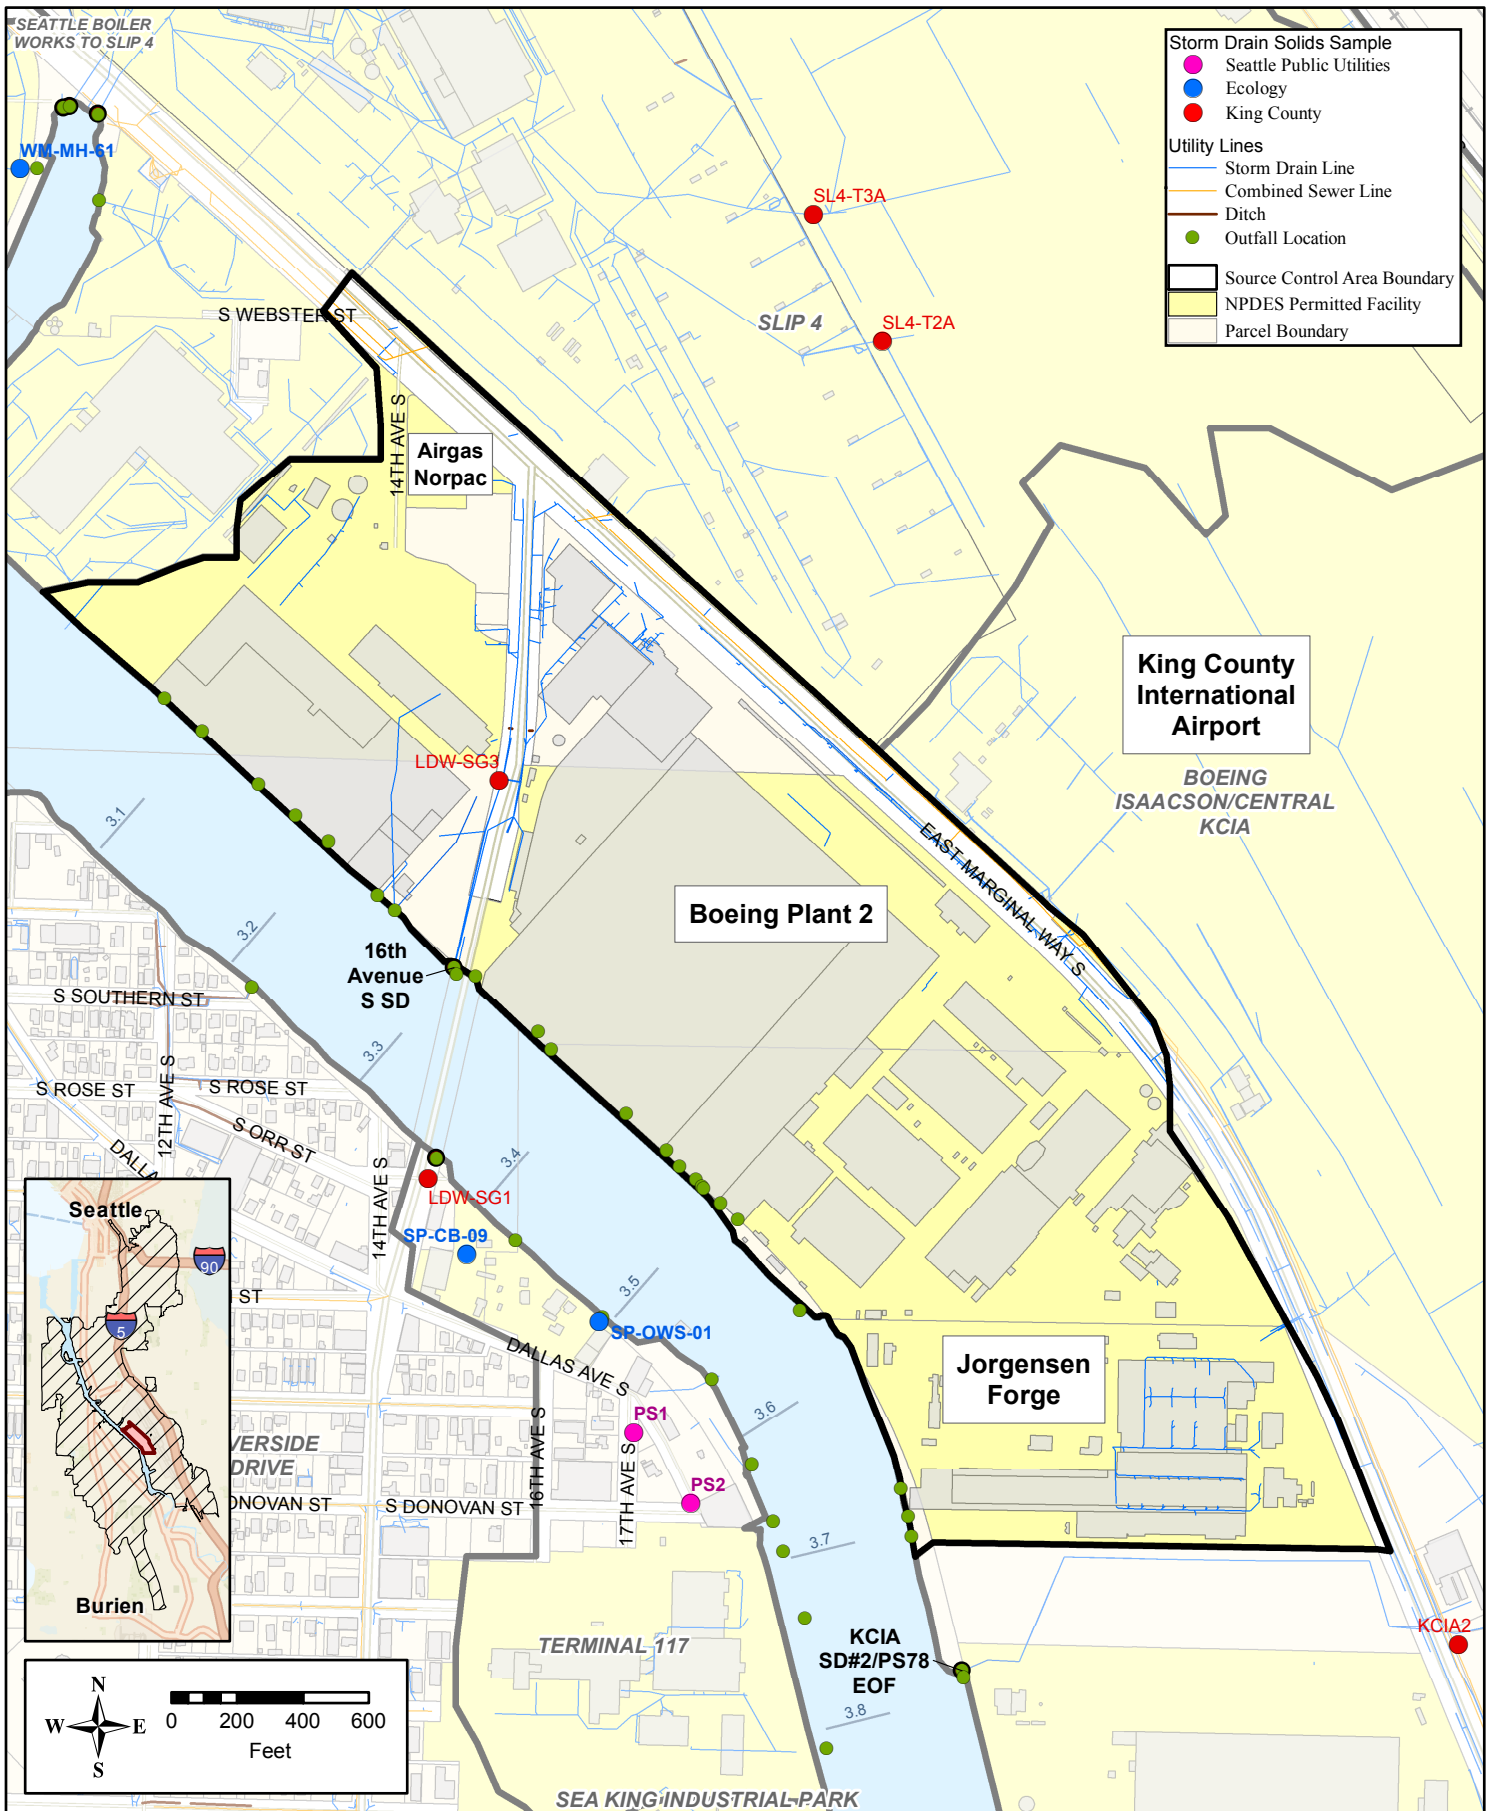 SEATTLE BOILER
WORKS TO SLIP 4
Storm Drain Solids Sample
Seattle Public Utilities
Ecology
King County
Utility Lines
Storm Drain Line
Combined Sewer Line
Ditch
Outfall Location
Source Control Area Boundary
NPDES Permitted Facility
Parcel Boundary
WM-MH-61
SL4-T3A
S WEBSTER ST
SLIP 4
SL4-T2A
14TH AVE S
Airgas
Norpac
King County
International
Airport
BOEING
ISAACSON/CENTRAL
KCIA
LDW-SG3
3.1
EAST MARGINAL WAY S
Boeing Plant 2
3.2
16th
Avenue
S SD
S SOUTHERN ST
3.3
S ROSE ST
12TH AVE S
S ROSE ST
S ORR ST
DALLA
3.4
14TH AVE S
LDW-SG1
SP-CB-09
Seattle
90
5
Burien
ST
3.5
SP-OWS-01
DALLAS AVE S
Jorgensen
Forge
16TH AVE S
PS1
3.6
VERSIDE
DRIVE
17TH AVE S
PS2
DONOVAN ST
S DONOVAN ST
3.7
KCIA2
TERMINAL 117
KCIA
SD#2/PS78
EOF
3.8
N
W
E
S
0 200 400 600
Feet
SEA KING INDUSTRIAL PARK